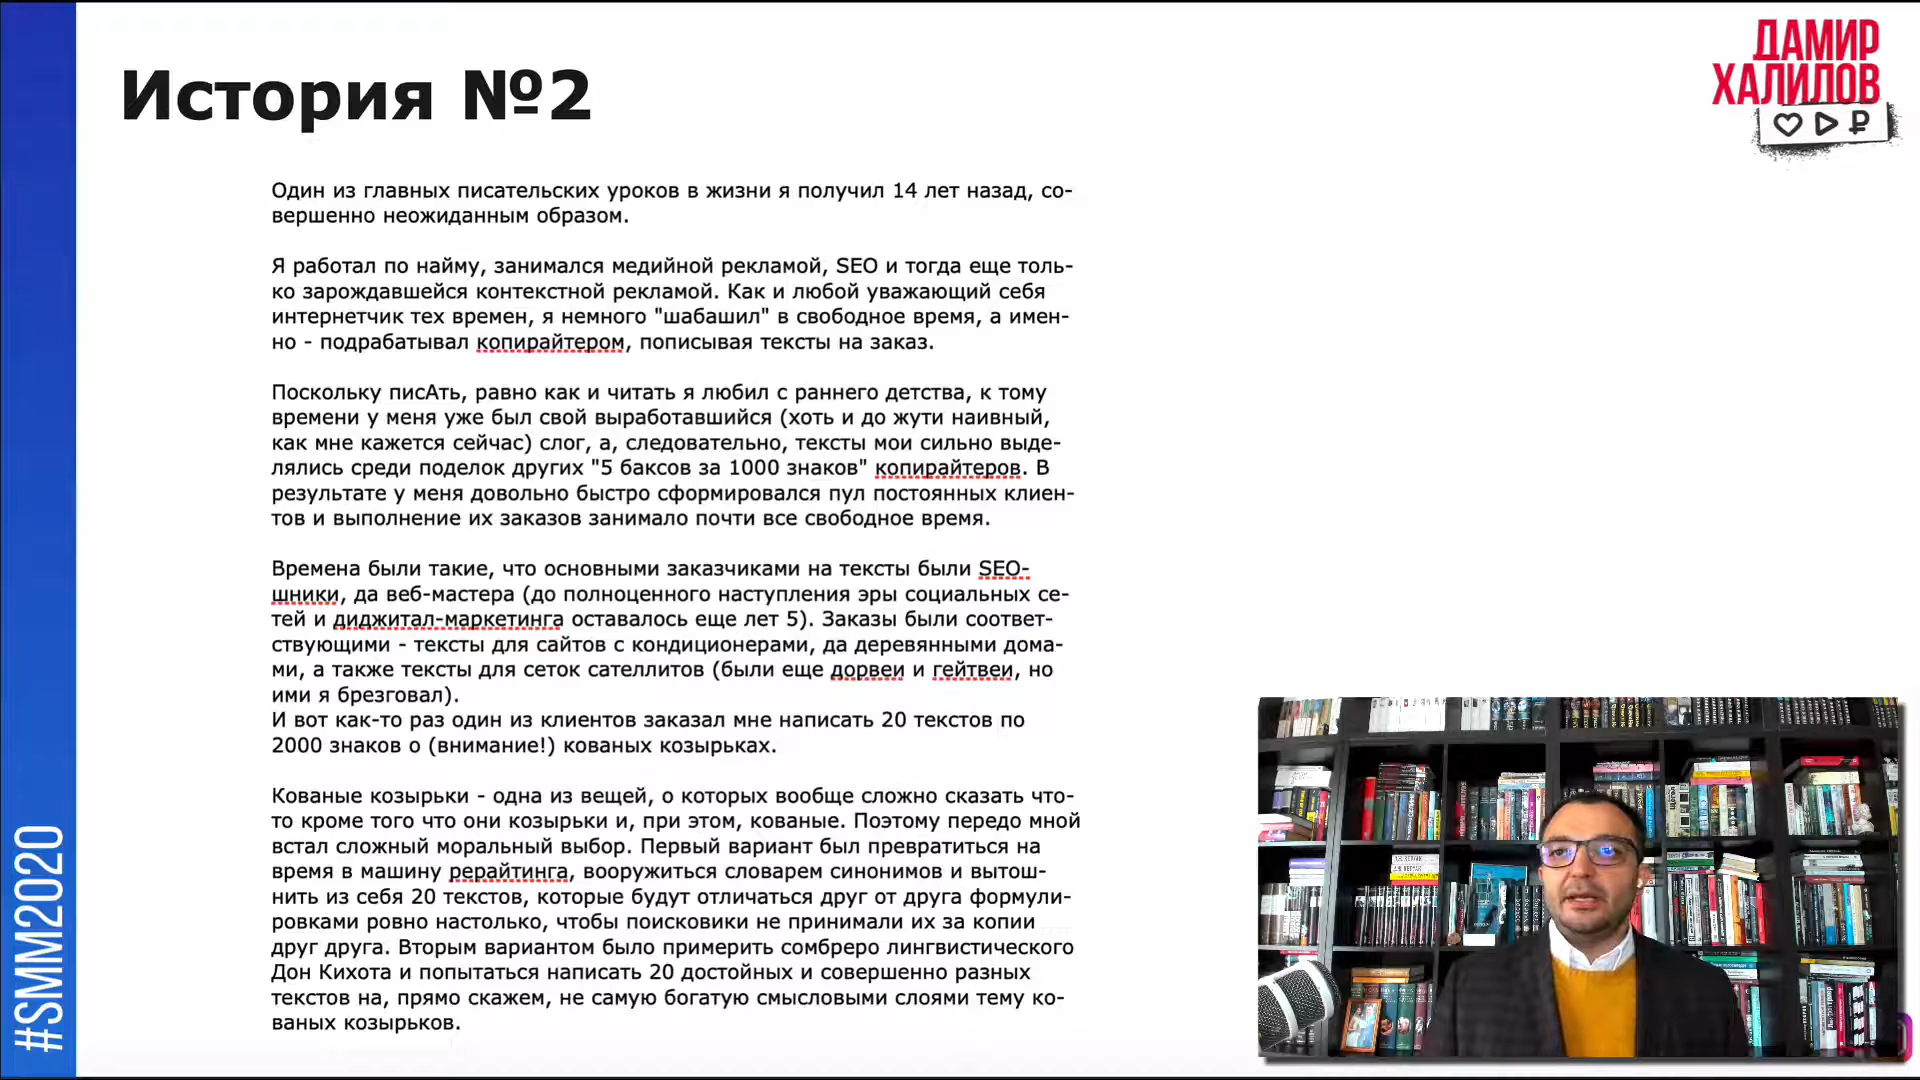 История №2
ДАМИР
ХАЛИЛОВ
Один из главных писательских уроков в жизни я получил 14 лет назад, со-
вершенно неожиданным образом.
Я работал по найму, занимался медийной рекламой, SEO и тогда еще толь-
ко зарождавшейся контекстной рекламой. Как и любой уважающий себя
интернетчик тех времен, я немного "шабашил" в свободное время, а имен-
но - подрабатывал копирайтером, пописывая тексты на заказ.
Поскольку писАть, равно как и читать я любил с раннего детства, к тому
времени у меня уже был свой выработавшийся (хоть и до жути наивный,
как мне кажется сейчас) слог, а, следовательно, тексты мои сильно выде-
лялись среди поделок других "5 баксов за 1000 знаков" копирайтеров. В
результате у меня довольно быстро сформировался пул постоянных клиен-
тов и выполнение их заказов занимало почти все свободное время.
Времена были такие, что основными заказчиками на тексты были SEO-
шники, да веб-мастера (до полноценного наступления эры социальных се-
тей и диджитал-маркетинга оставалось еще лет 5). Заказы были соответ-
ствующими - тексты для сайтов с кондиционерами, да деревянными дома-
ми, а также тексты для сеток сателлитов (были еще дорвеи и гейтвеи, но
ими я брезговал).
И вот как-то раз один из клиентов заказал мне написать 20 текстов по
2000 знаков о (внимание!) кованых козырьках.
Кованые козырьки - одна из вещей, о которых вообще сложно сказать что-
то кроме того что они козырьки и, при этом, кованые. Поэтому передо мной
встал сложный моральный выбор. Первый вариант был превратиться на
время в машину рерайтинга, вооружиться словарем синонимов и вытош-
нить из себя 20 текстов, которые будут отличаться друг от друга формули-
ровками ровно настолько, чтобы поисковики не принимали их за копии
друг друга. Вторым вариантом было примерить сомбреро лингвистического
Дон Кихота и попытаться написать 20 достойных и совершенно разных
текстов на, прямо скажем, не самую богатую смысловыми слоями тему ко-
ваных козырьков.
#SMM2020